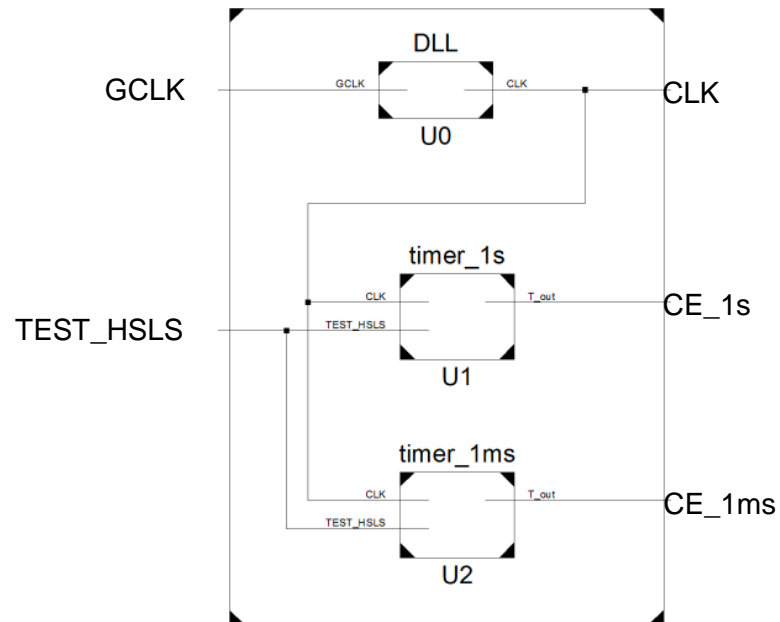 DLL
GCLK
GCLK
CLK
CLK
U0
timer_1s
CLK
T_out
CE_1s
TEST_HSLS
TEST_HSLS
U1
timer_1ms
CLK
T_out
CE_1ms
TEST_HSLS
U2